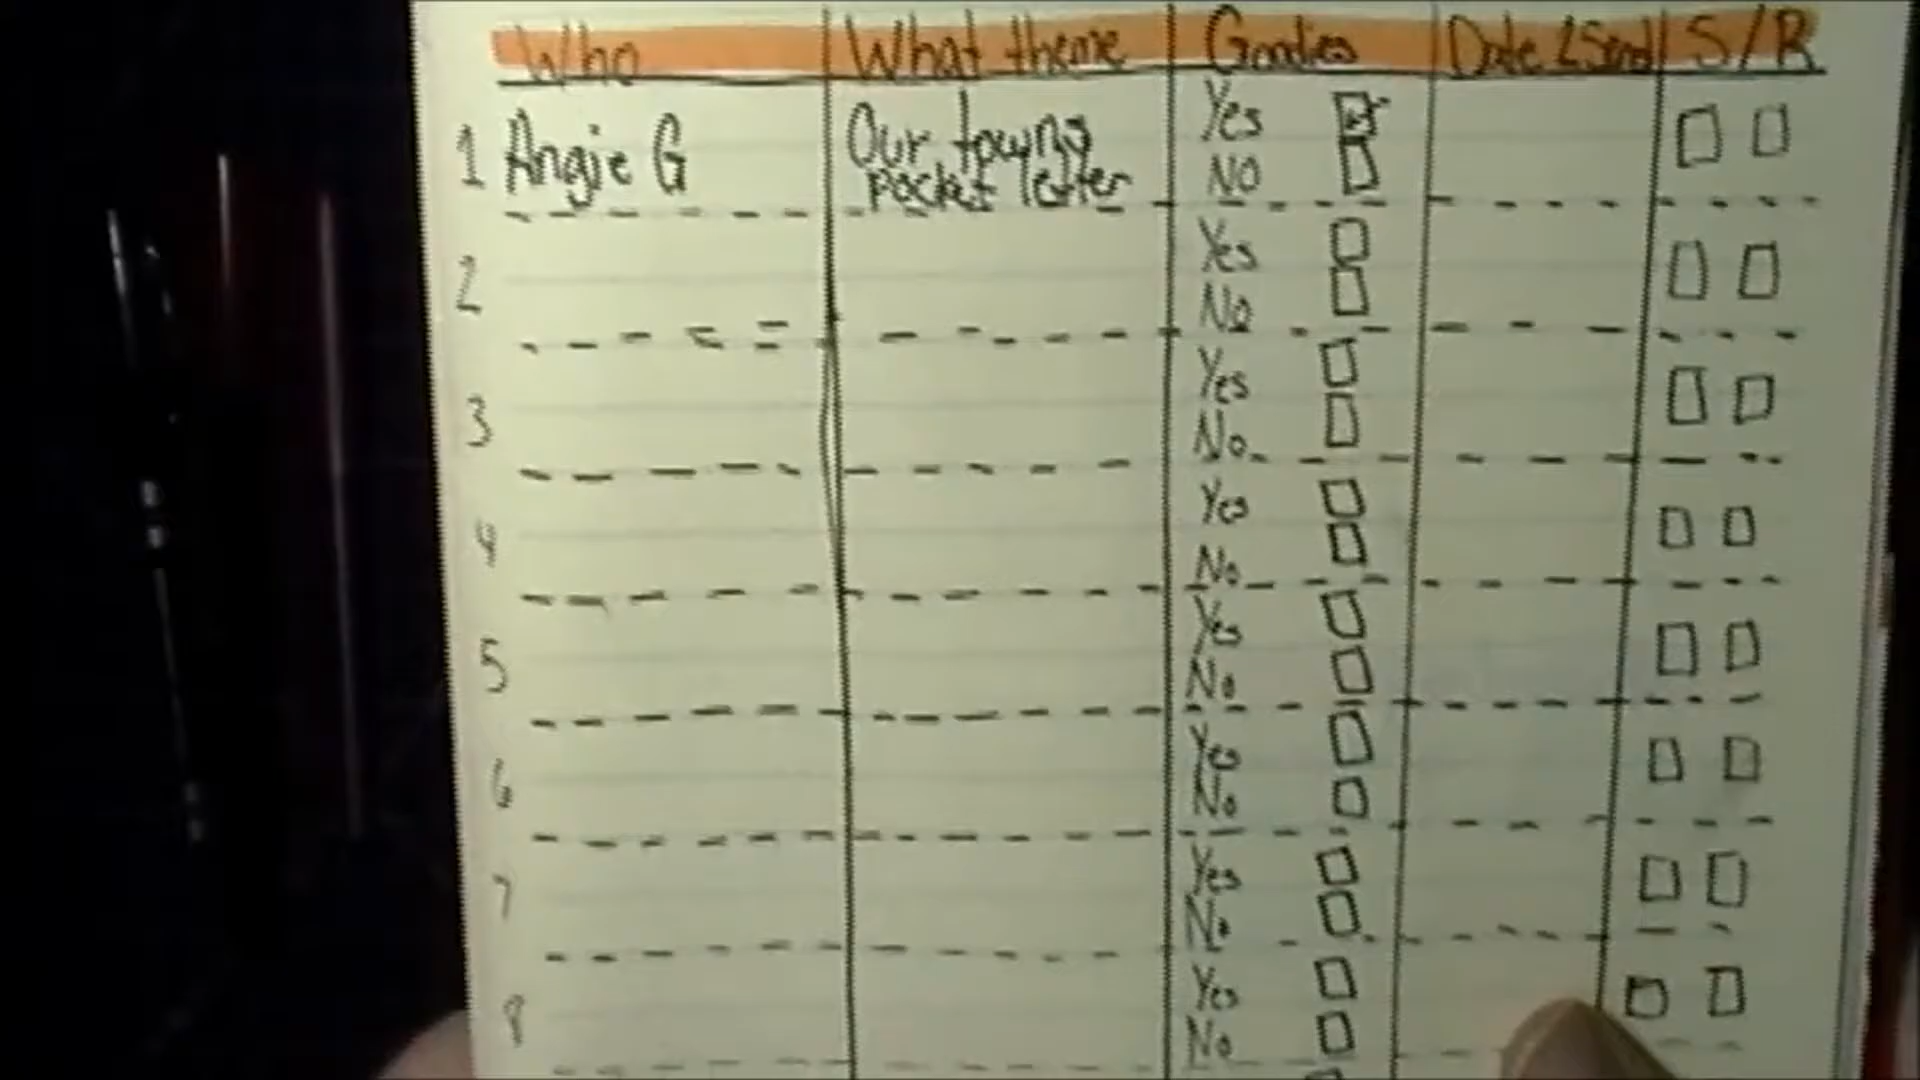 Who What theme Goodies Date 2 Send S/R
1 Angie G Our towns Yes
pocket letter NO
2 Yes
No
3 Yes
No
4 Yes
No
5 Yes
No
6 Yes
No
7 Yes
No
8 Yes
No